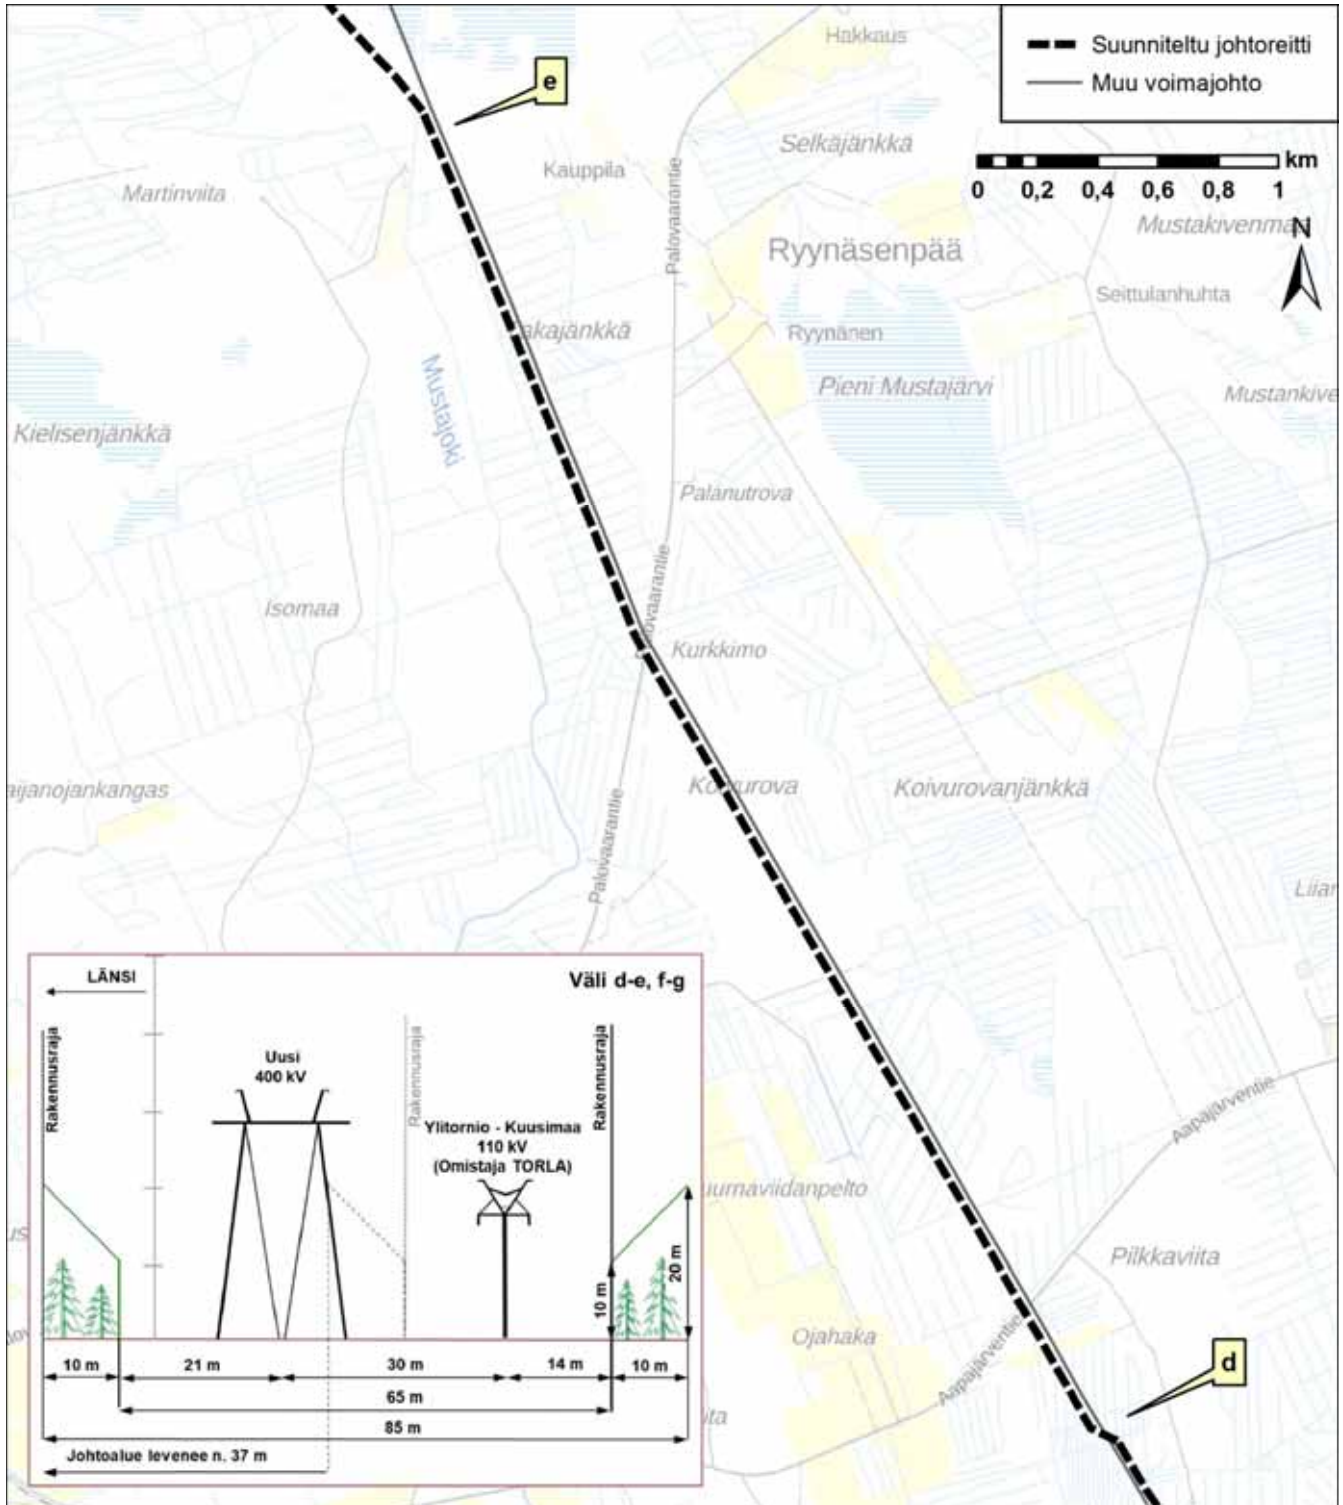 Suunniteltu johtoreitti
Muu voimajohto
km
0 0,2 0,4 0,6 0,8 1
N
e
Hakkaus
Selkäjänkkä
Kauppila
Martinviita
Palovaarantie
Ryynäsenpää
Seittulanhuhta
akajänkkä
Ryynänen
Mustajoki
Pieni Mustajärvi
Kielisenjänkkä
Palanutrova
Isomaa
Kurkkimo
aijanojankangas
Koivurovanjänkkä
Palovaarantie
Aapajärventie
Pilkkaviita
Ojahaka
Aapajärventie
d
LÄNSI
Väli d-e, f-g
Rakennusraja
Uusi
400 kV
Rakennusraja
Ylitornio - Kuusimaa
110 kV
(Omistaja TORLA)
Rakennusraja
10 m
20 m
10 m 21 m 30 m 14 m 10 m
65 m
85 m
Johtoalue levenee n. 37 m